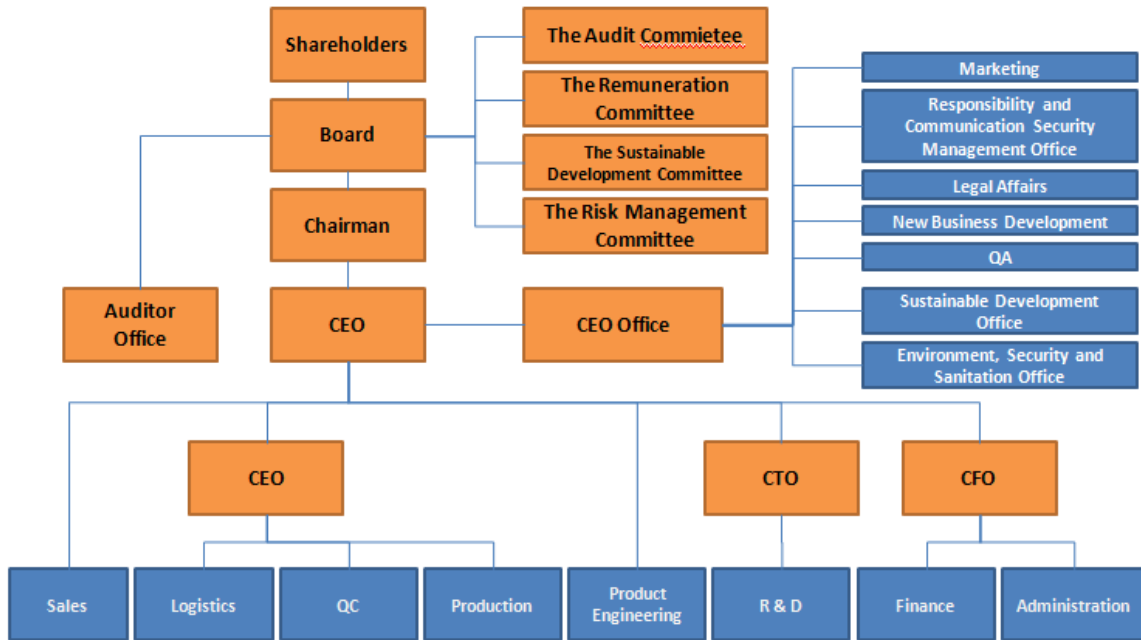 Shareholders
The Audit Commietee
Marketing
The Remuneration
Committee
Responsibility and
Communication Security
Management Office
Board
The Sustainable
Development Committee
Legal Affairs
Chairman
The Risk Management
Committee
New Business Development
QA
Auditor
Office
CEO
CEO Office
Sustainable Development
Office
Environment, Security and
Sanitation Office
CEO
CTO
CFO
Sales
Logistics
QC
Production
Product
Engineering
R & D
Finance
Administration